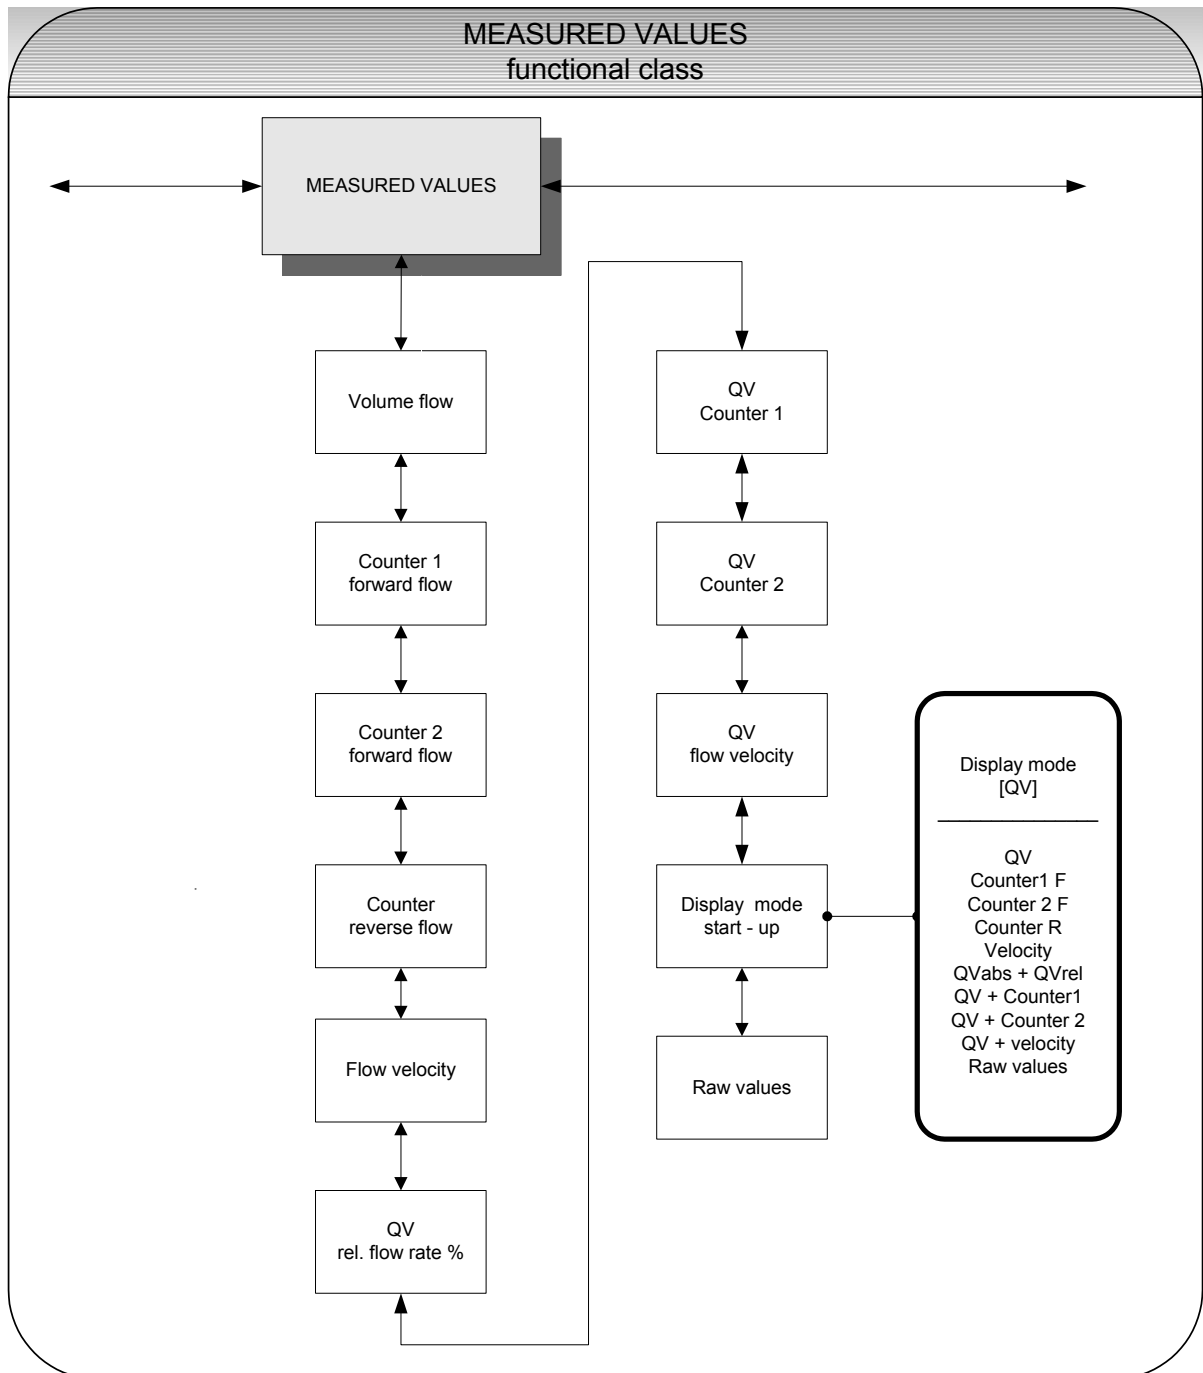 MEASURED VALUES
functional class
MEASURED VALUES
Volume flow
Counter 1
forward flow
Counter 2
forward flow
Counter
reverse flow
Flow velocity
QV
rel. flow rate %
QV
Counter 1
QV
Counter 2
QV
flow velocity
Display mode
start - up
Raw values
Display mode
[QV]
QV
Counter1 F
Counter 2 F
Counter R
Velocity
QVabs + QVrel
QV + Counter1
QV + Counter 2
QV + velocity
Raw values